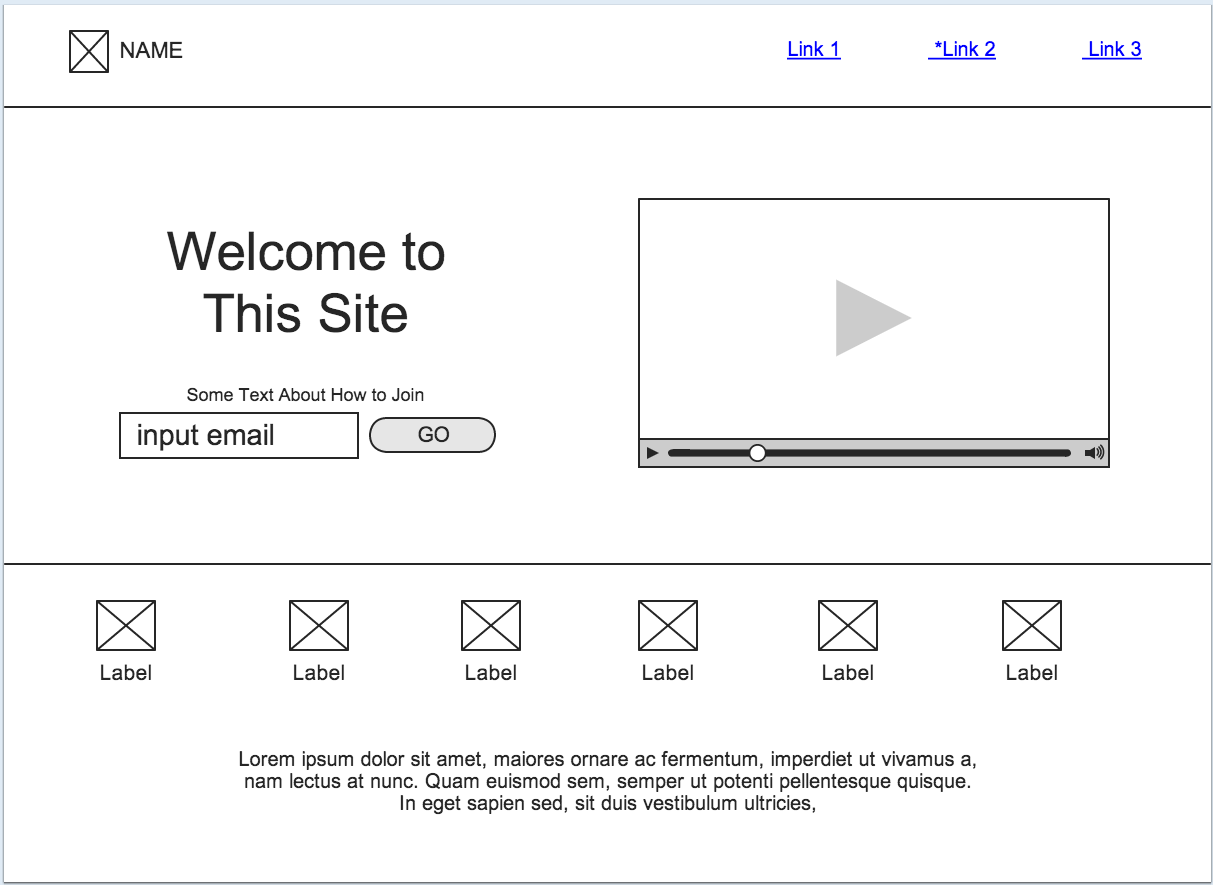 NAME
Link 1
*Link 2
Link 3
Welcome to
This Site
Some Text About How to Join
input email
GO
Label
Label
Label
Label
Label
Label
Lorem ipsum dolor sit amet, maiores ornare ac fermentum, imperdiet ut vivamus a,
nam lectus at nunc. Quam euismod sem, semper ut potenti pellentesque quisque.
In eget sapien sed, sit duis vestibulum ultricies,